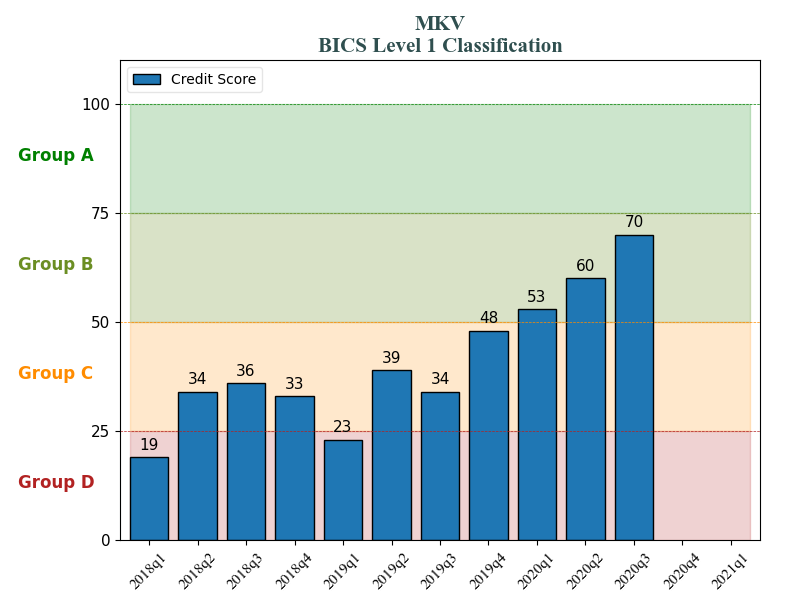 MKV
BICS Level 1 Classification
Credit Score
100
Group A
75
70
Group B
60
53
50
48
Group C
39
36
34
34
33
25
23
19
Group D
0
2018q1 2018q2 2018q3 2018q4 2019q1 2019q2 2019q3 2019q4 2020q1 2020q2 2020q3 2020q4 2021q1